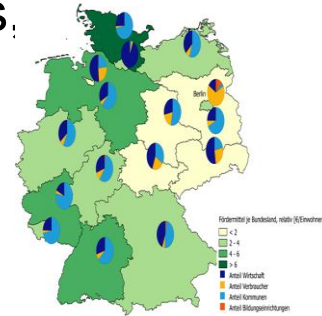 s,
Berlin
Fördermittel je Bundesland, relativ [€/Einwohner]
< 2
2 - 4
4 - 6
> 6
Anteil Wirtschaft
Anteil Verbraucher
Anteil Kommunen
Anteil Bildungseinrichtungen